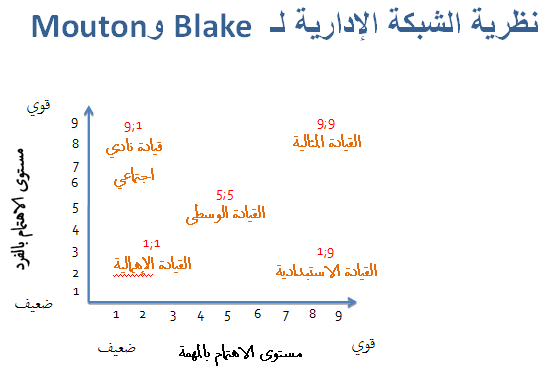 نظرية الشبكة الإدارية لـ Blake وMouton
قوي
مستوى الاهتمام بالفرد
9
8
7
6
5
4
3
2
1
ضعيف
9;1
قيادة نادي
اجتماعي
9;9
القيادة المثالية
5;5
القيادة الوسطى
1;1
القيادة الإهمالية
1;9
القيادة الاستبدادية
1 2 3 4 5 6 7 8 9
ضعيف
مستوى الاهتمام بالمهمة
قوي